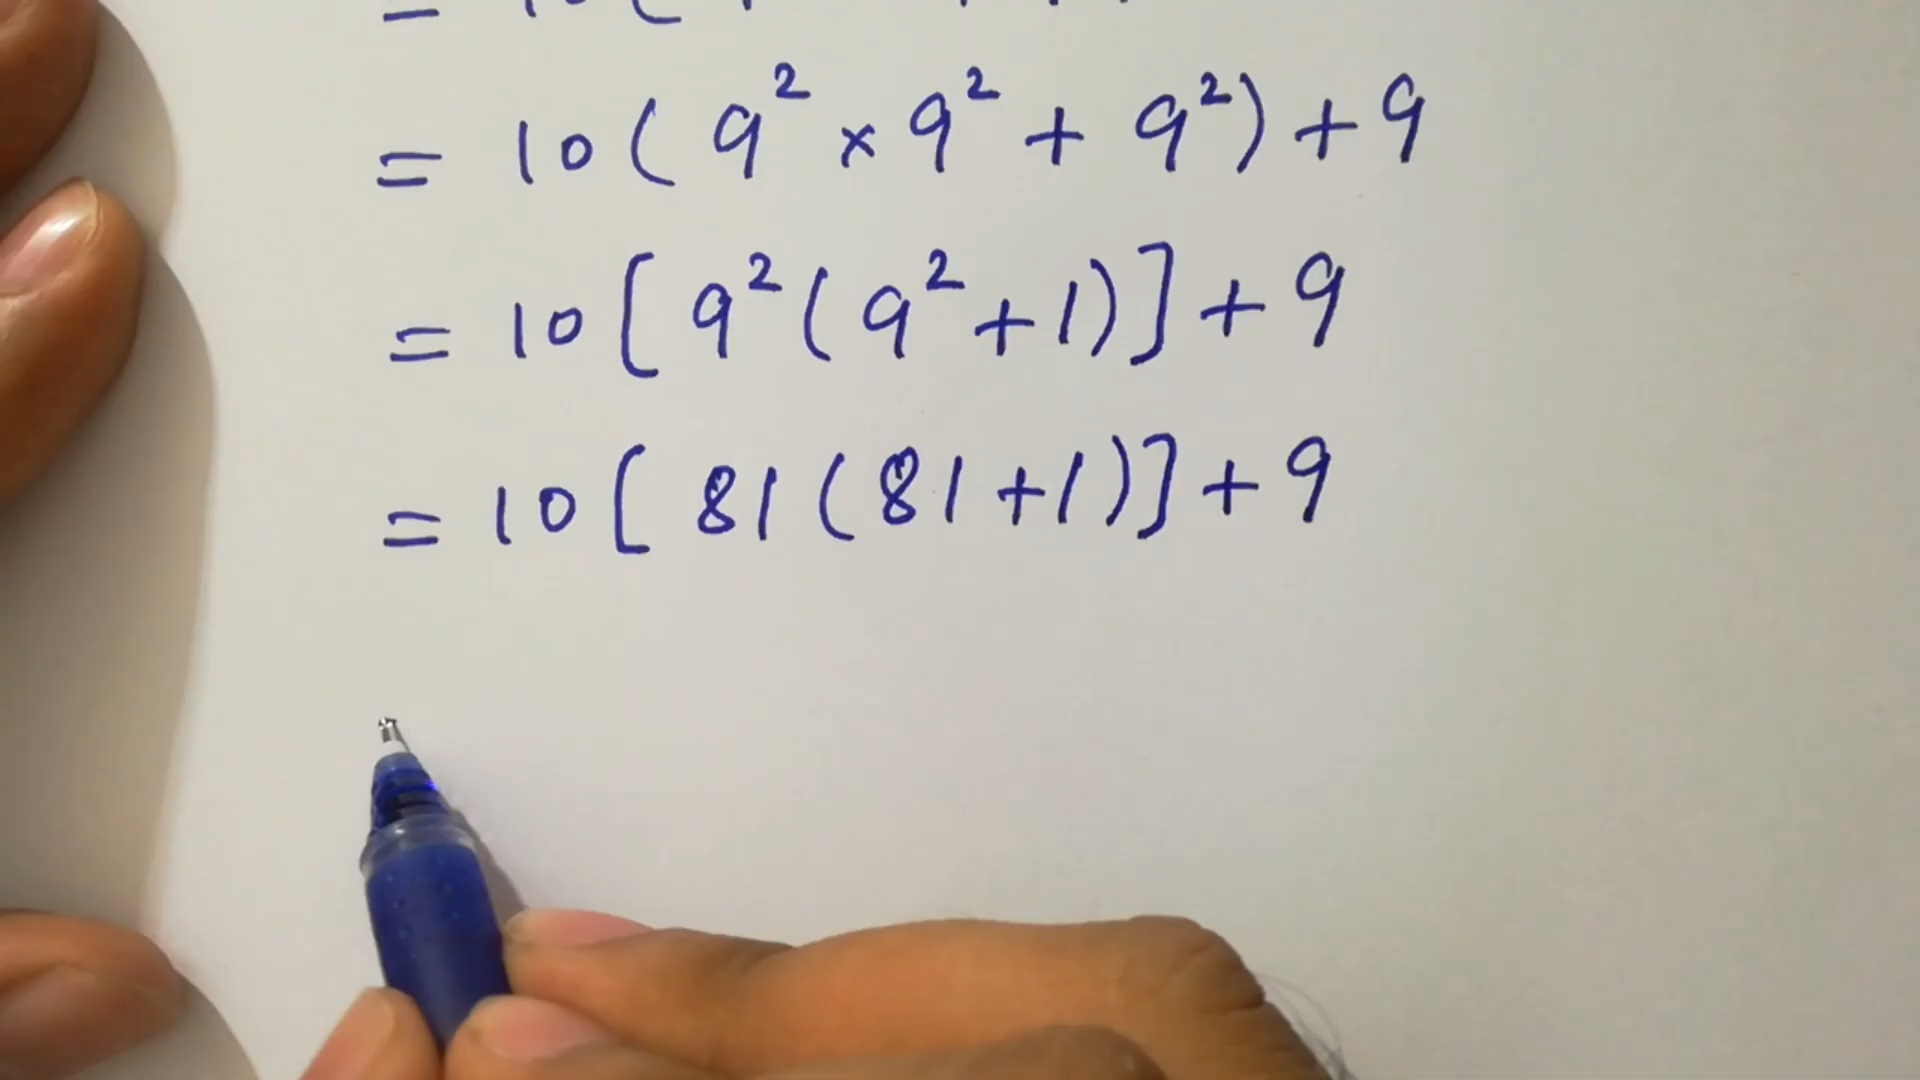 = 10(9² × 9² + 9²) + 9
= 10[9²(9² + 1)] + 9
= 10[81(81 + 1)] + 9